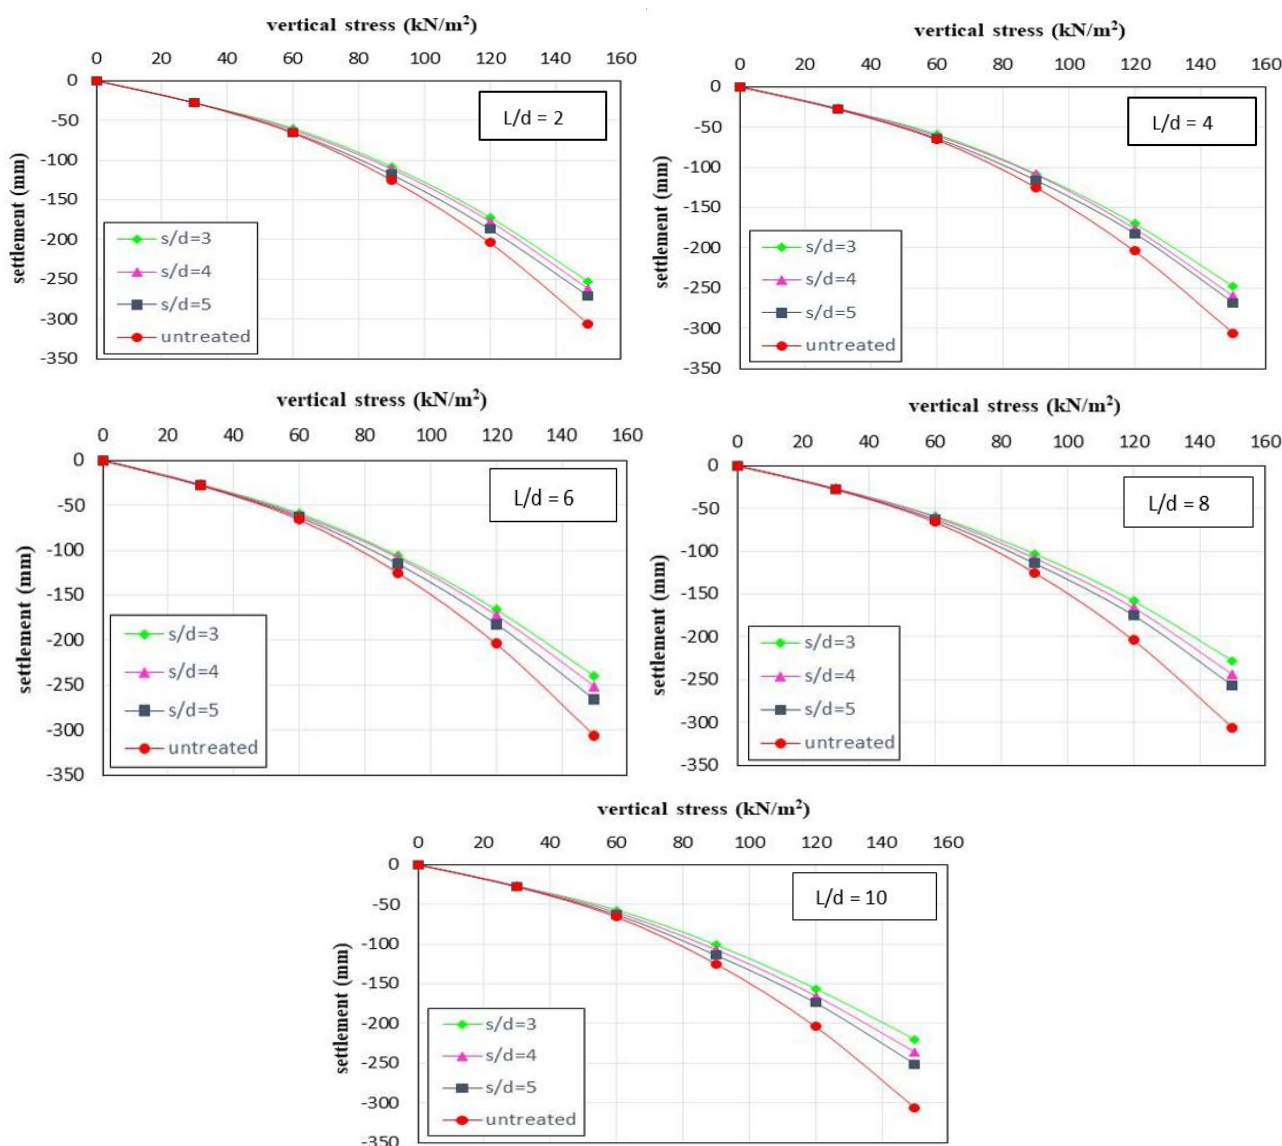 vertical stress (kN/m²)
0 20 40 60 80 100 120 140 160
0
-50
-100
-150
-200
-250
-300
-350
settlement (mm)
L/d = 2
s/d=3
s/d=4
s/d=5
untreated
vertical stress (kN/m²)
0 20 40 60 80 100 120 140 160
0
-50
-100
-150
-200
-250
-300
-350
settlement (mm)
L/d = 4
s/d=3
s/d=4
s/d=5
untreated
vertical stress (kN/m²)
0 20 40 60 80 100 120 140 160
0
-50
-100
-150
-200
-250
-300
-350
settlement (mm)
L/d = 6
s/d=3
s/d=4
s/d=5
untreated
vertical stress (kN/m²)
0 20 40 60 80 100 120 140 160
0
-50
-100
-150
-200
-250
-300
-350
settlement (mm)
L/d = 8
s/d=3
s/d=4
s/d=5
untreated
vertical stress (kN/m²)
0 20 40 60 80 100 120 140 160
0
-50
-100
-150
-200
-250
-300
-350
settlement (mm)
L/d = 10
s/d=3
s/d=4
s/d=5
untreated